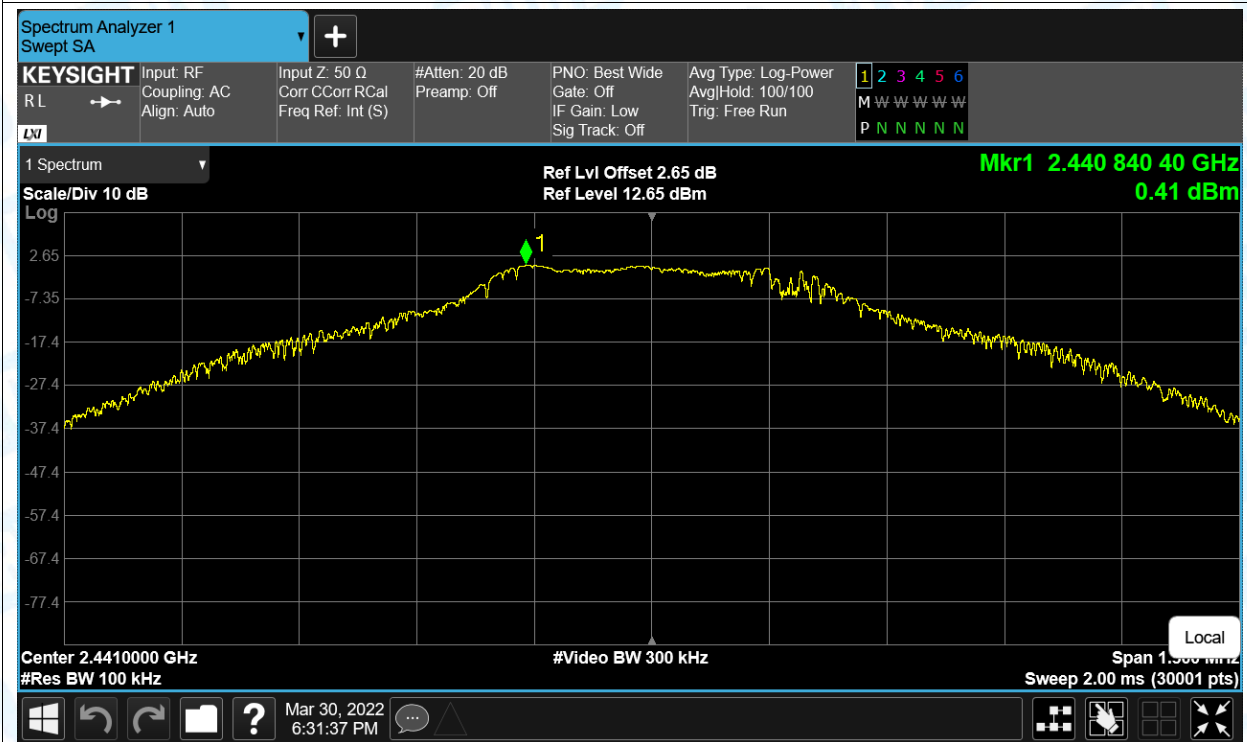 Spectrum Analyzer 1
Swept SA
KEYSIGHT
R L
LXI
Input: RF
Coupling: AC
Align: Auto
Input Z: 50 Ω
Corr CCorr RCal
Freq Ref: Int (S)
#Atten: 20 dB
Preamp: Off
PNO: Best Wide
Gate: Off
IF Gain: Low
Sig Track: Off
Avg Type: Log-Power
Avg|Hold: 100/100
Trig: Free Run
1 2 3 4 5 6
M W W W W W
P N N N N N
1 Spectrum
Scale/Div 10 dB
Log
Ref Lvl Offset 2.65 dB
Ref Level 12.65 dBm
Mkr1 2.440 840 40 GHz
0.41 dBm
1
2.65
-7.35
-17.4
-27.4
-37.4
-47.4
-57.4
-67.4
-77.4
Local
Center 2.4410000 GHz
#Video BW 300 kHz
Span
#Res BW 100 kHz
Sweep 2.00 ms (30001 pts)
?
Mar 30, 2022
6:31:37 PM